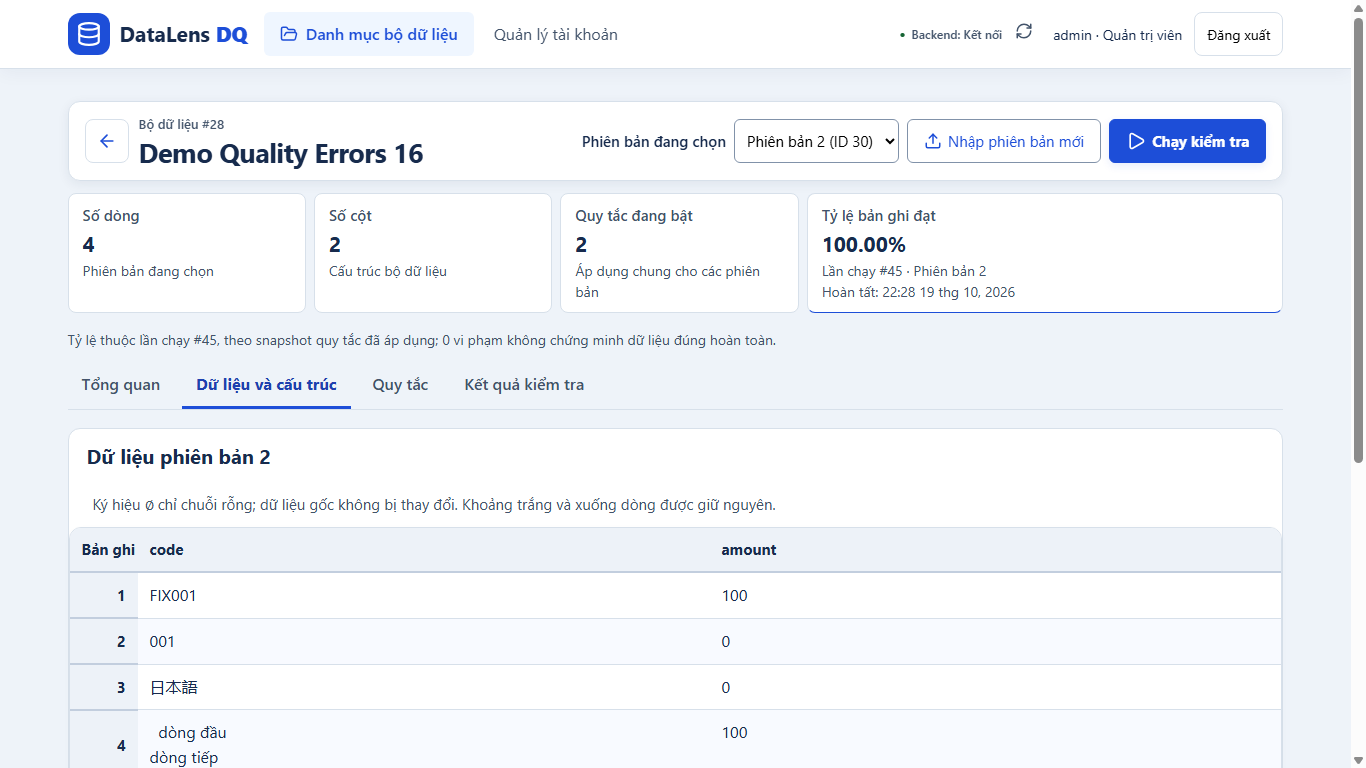 DataLens DQ
Danh mục bộ dữ liệu
Quản lý tài khoản
• Backend: Kết nối
admin · Quản trị viên
Đăng xuất
Bộ dữ liệu #28
Demo Quality Errors 16
Phiên bản đang chọn
Phiên bản 2 (ID 30)
Nhập phiên bản mới
Chạy kiểm tra
Số dòng
4
Phiên bản đang chọn
Số cột
2
Cấu trúc bộ dữ liệu
Quy tắc đang bật
2
Áp dụng chung cho các phiên
bản
Tỷ lệ bản ghi đạt
100.00%
Lần chạy #45 · Phiên bản 2
Hoàn tất: 22:28 19 thg 10, 2026
Tỷ lệ thuộc lần chạy #45, theo snapshot quy tắc đã áp dụng; 0 vi phạm không chứng minh dữ liệu đúng hoàn toàn.
Tổng quan
Dữ liệu và cấu trúc
Quy tắc
Kết quả kiểm tra
Dữ liệu phiên bản 2
Ký hiệu ∅ chỉ chuỗi rỗng; dữ liệu gốc không bị thay đổi. Khoảng trắng và xuống dòng được giữ nguyên.
Bản ghi code amount
1 FIX001 100
2 001 0
3 日本語 0
4 dòng đầu 100
dòng tiếp